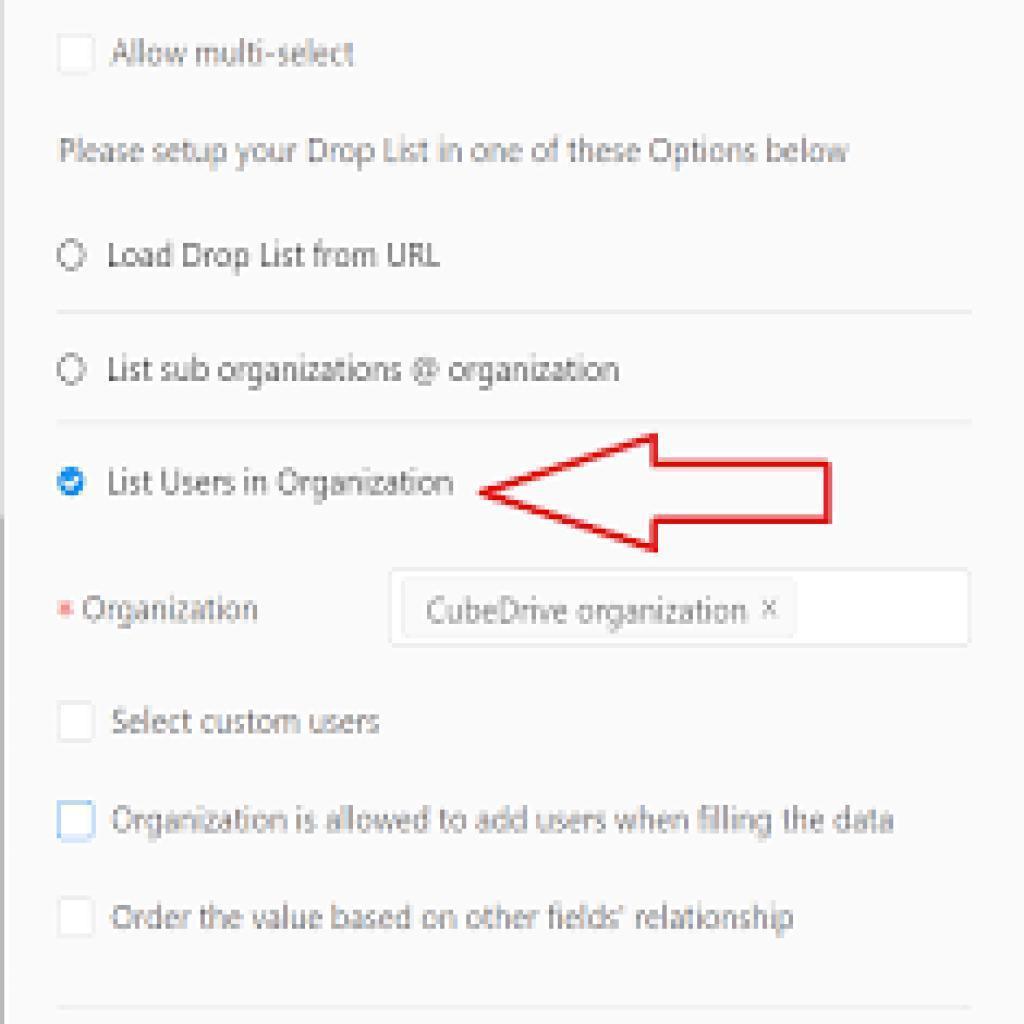 Allow multi-select
Please setup your Drop List in one of these Options below
Load Drop List from URL
List sub organizations @ organization
List Users in Organization
* Organization CubeDrive organization ×
Select custom users
Organization is allowed to add users when filling the data
Order the value based on other fields' relationship